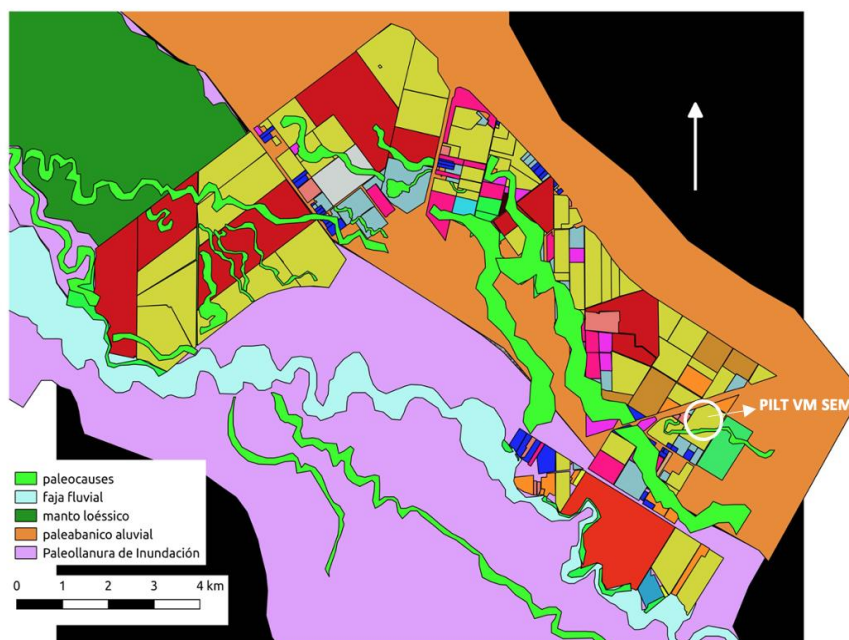 PILT VM SEM
paleocauses
faja fluvial
manto loéssico
paleabanico aluvial
Paleollanura de Inundación
0 1 2 3 4 km